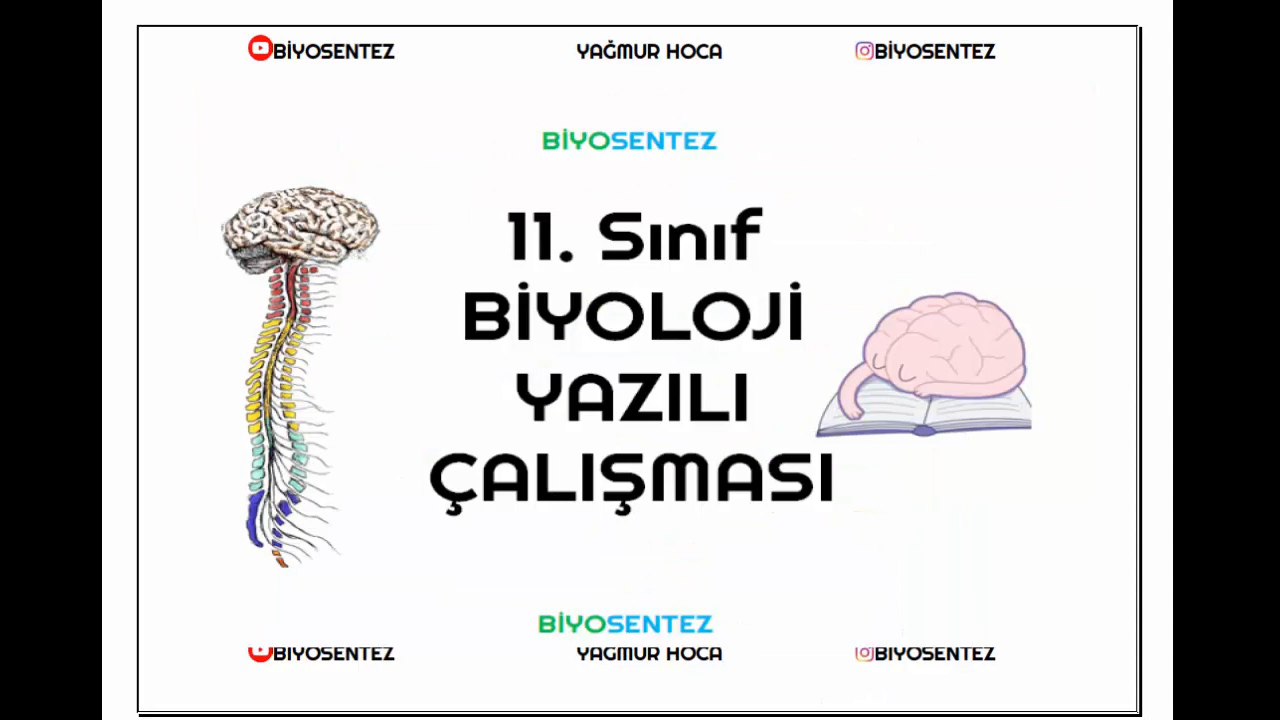 BİYOSENTEZ YAĞMUR HOCA BİYOSENTEZ
BİYOSENTEZ
11. Sınıf
BİYOLOJİ
YAZILI
ÇALIŞMASI
BİYOSENTEZ
BİYOSENTEZ YAĞMUR HOCA BİYOSENTEZ